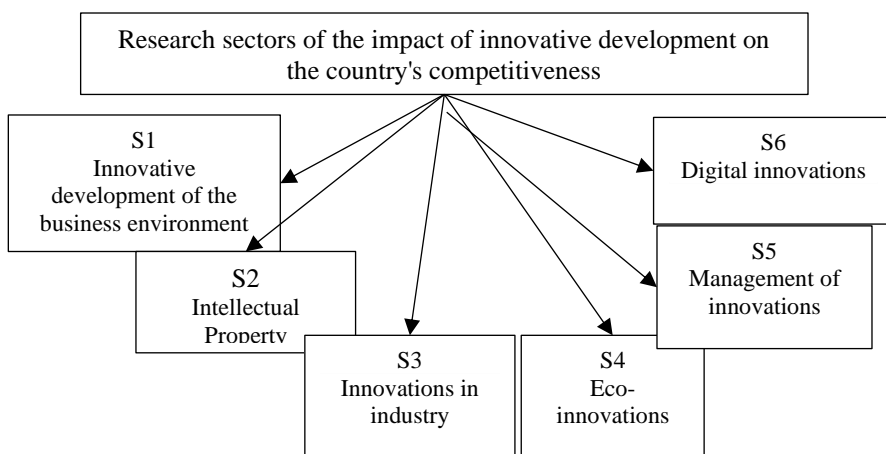 Research sectors of the impact of innovative development on
the country's competitiveness
S1
Innovative
development of the
business environment
S2
Intellectual
Property
S3
Innovations in
industry
S4
Eco-
innovations
S5
Management of
innovations
S6
Digital innovations